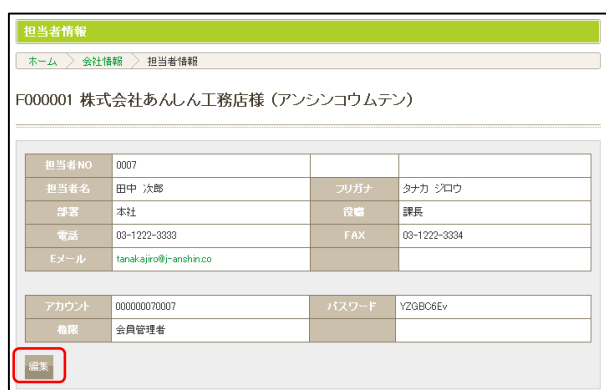 担当者情報
ホーム 会社情報 担当者情報
F000001 株式会社あんしん工務店様（アンシンコウムテン）
担当者NO 0007
担当者名 田中 次郎 フリガナ タナカ ジロウ
部署 本社 役職 課長
電話 03-1222-3333 FAX 03-1222-3334
Eメール tanakajiro@j-anshin.co
アカウント 000000070007 パスワード YZGBC6Ev
権限 会員管理者
編集